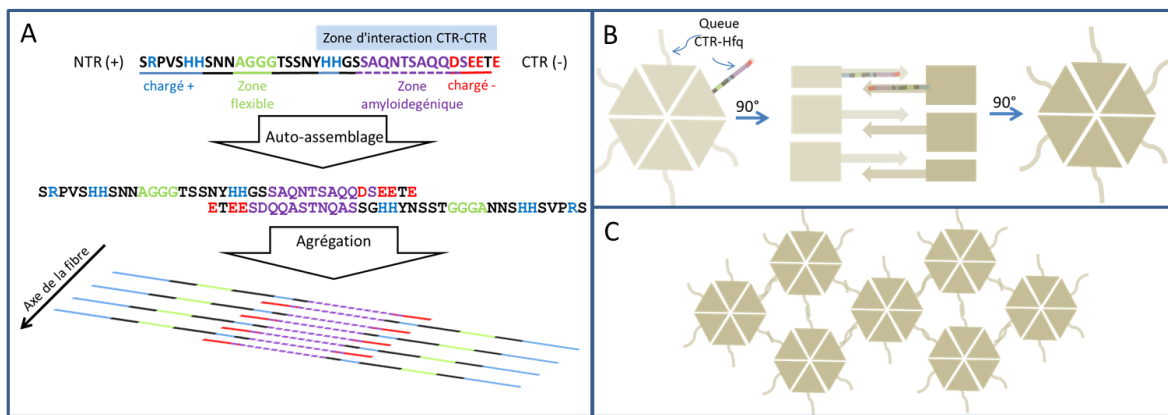 A
Zone d'interaction CTR-CTR
NTR (+) SRPVSHHSNNAGGGTSSNYHHGSSAQNTSAQQDSEETE CTR (-)
chargé + Zone flexible Zone amyloidegénique chargé -
Auto-assemblage
SRPVSHHSNNAGGGTSSNYHHGSSAQNTSAQQDSEETE
ETEESDQQASTNQASSGHHYNSSTGGGANNSHHSVPRS
Agrégation
Axe de la fibre
B
Queue
CTR-Hfq
90°
90°
C